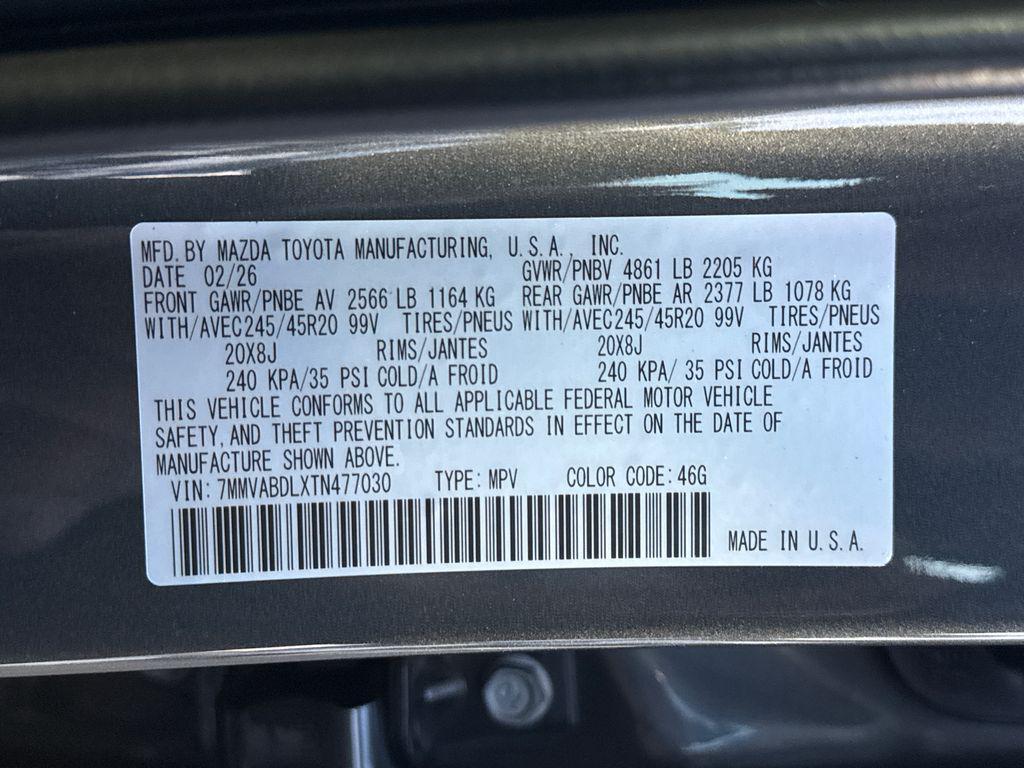 MFD. BY MAZDA TOYOTA MANUFACTURING, U.S.A., INC.
DATE 02/26 GVWR/PNBV 4861 LB 2205 KG
FRONT GAWR/PNBE AV 2566 LB 1164 KG REAR GAWR/PNBE AR 2377 LB 1078 KG
WITH/AVEC245/45R20 99V TIRES/PNEUS WITH/AVEC245/45R20 99V TIRES/PNEUS
20X8J RIMS/JANTES 20X8J RIMS/JANTES
240 KPA/35 PSI COLD/A FROID 240 KPA/ 35 PSI COLD/A FROID
THIS VEHICLE CONFORMS TO ALL APPLICABLE FEDERAL MOTOR VEHICLE
SAFETY, AND THEFT PREVENTION STANDARDS IN EFFECT ON THE DATE OF
MANUFACTURE SHOWN ABOVE.
VIN: 7MMVABDLXTN477030 TYPE: MPV COLOR CODE: 46G
MADE IN U.S.A.